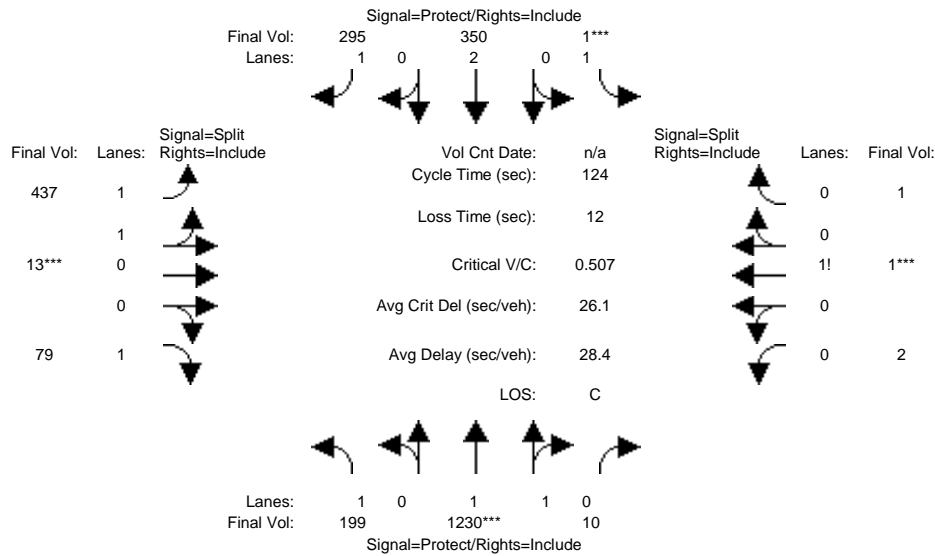 Signal=Protect/Rights=Include
Final Vol: 295 350 1***
Lanes: 1 0 2 0 1
Signal=Split Signal=Split
Final Vol: Lanes: Rights=Include Vol Cnt Date: n/a Rights=Include Lanes: Final Vol:
Cycle Time (sec): 124
437 1 0 1
Loss Time (sec): 12
1 0
13*** 0 Critical V/C: 0.507 1! 1***
0 Avg Crit Del (sec/veh): 26.1 0
79 1 Avg Delay (sec/veh): 28.4 0 2
LOS: C
Lanes: 1 0 1 1 0
Final Vol: 199 1230*** 10
Signal=Protect/Rights=Include